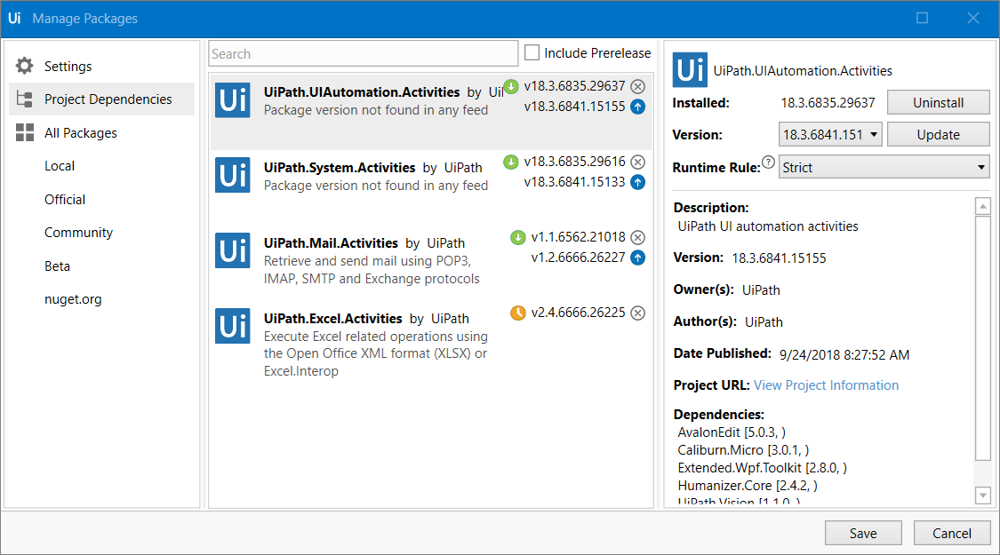 Ui Manage Packages
Settings
Project Dependencies
All Packages
Local
Official
Community
Beta
nuget.org
Search
Include Prerelease
Ui
UiPath.UIAutomation.Activities by Ui
v18.3.6835.29637
Package version not found in any feed
v18.3.6841.15155
Ui
UiPath.System.Activities by UiPath
v18.3.6835.29616
Package version not found in any feed
v18.3.6841.15133
Ui
UiPath.Mail.Activities by UiPath
v1.1.6562.21018
Retrieve and send mail using POP3,
IMAP, SMTP and Exchange protocols
v1.2.6666.26227
Ui
UiPath.Excel.Activities by UiPath
v2.4.6666.26225
Execute Excel related operations using
the Open Office XML format (XLSX) or
Excel.Interop
Ui
UiPath.UIAutomation.Activities
Installed: 18.3.6835.29637 Uninstall
Version: 18.3.6841.151 Update
Runtime Rule: ? Strict
Description:
UiPath UI automation activities
Version: 18.3.6841.15155
Owner(s): UiPath
Author(s): UiPath
Date Published: 9/24/2018 8:27:52 AM
Project URL: View Project Information
Dependencies:
AvalonEdit [5.0.3, )
Caliburn.Micro [3.0.1, )
Extended.Wpf.Toolkit [2.8.0, )
Humanizer.Core [2.4.2, )
UiPath.Vision [1.1.0, )
Save Cancel